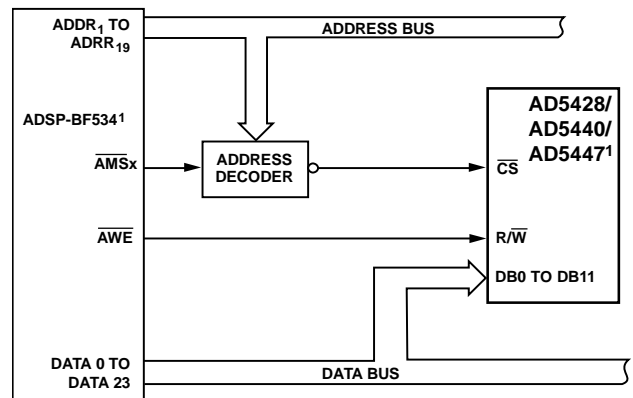 ADDR1 TO
ADRR19
ADDRESS BUS
ADSP-BF5341
AD5428/
AD5440/
AD54471
AMSx
ADDRESS
DECODER
CS
AWE
R/W
DB0 TO DB11
DATA 0 TO
DATA 23
DATA BUS